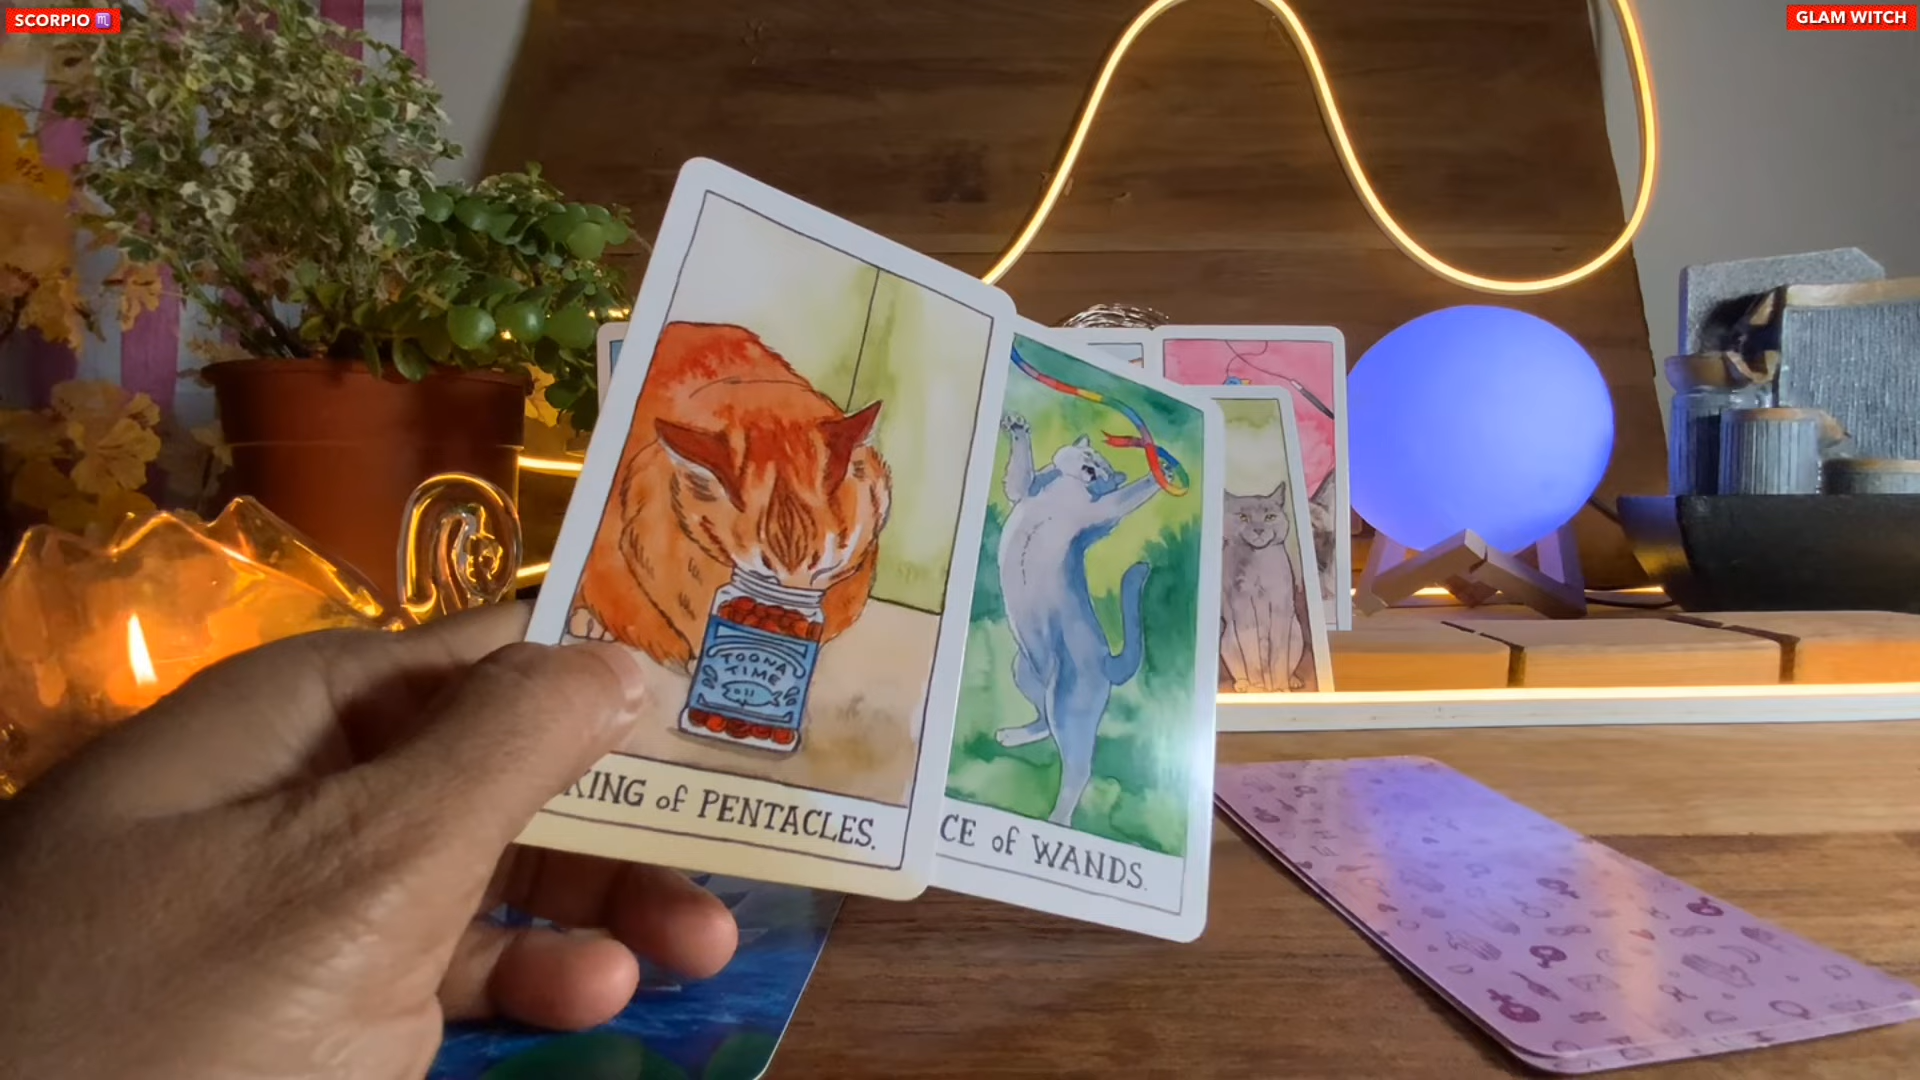 SCORPIO ♏
GLAM WITCH
TOONA
TIME
KING of PENTACLES.
CE of WANDS.